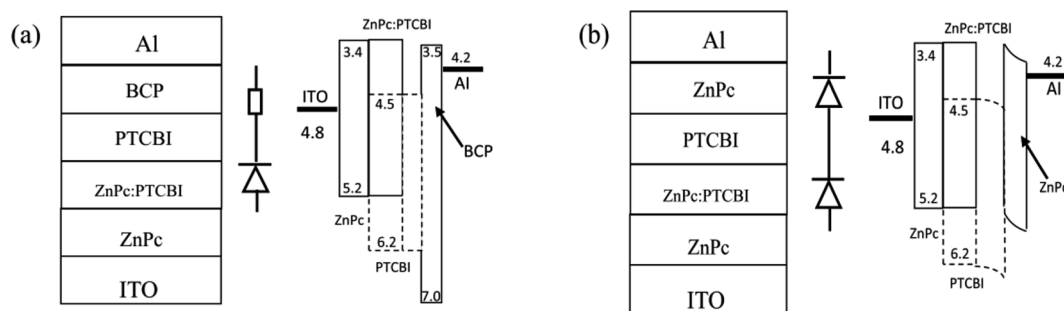 (a)
Al
BCP
PTCBI
ZnPc:PTCBI
ZnPc
ITO
ITO
4.8
ZnPc:PTCBI
3.4
3.5
4.2
Al
4.5
BCP
5.2
ZnPc
6.2
PTCBI
7.0
(b)
Al
ZnPc
PTCBI
ZnPc:PTCBI
ZnPc
ITO
ITO
4.8
ZnPc:PTCBI
3.4
4.2
Al
4.5
ZnPc
5.2
ZnPc
6.2
PTCBI